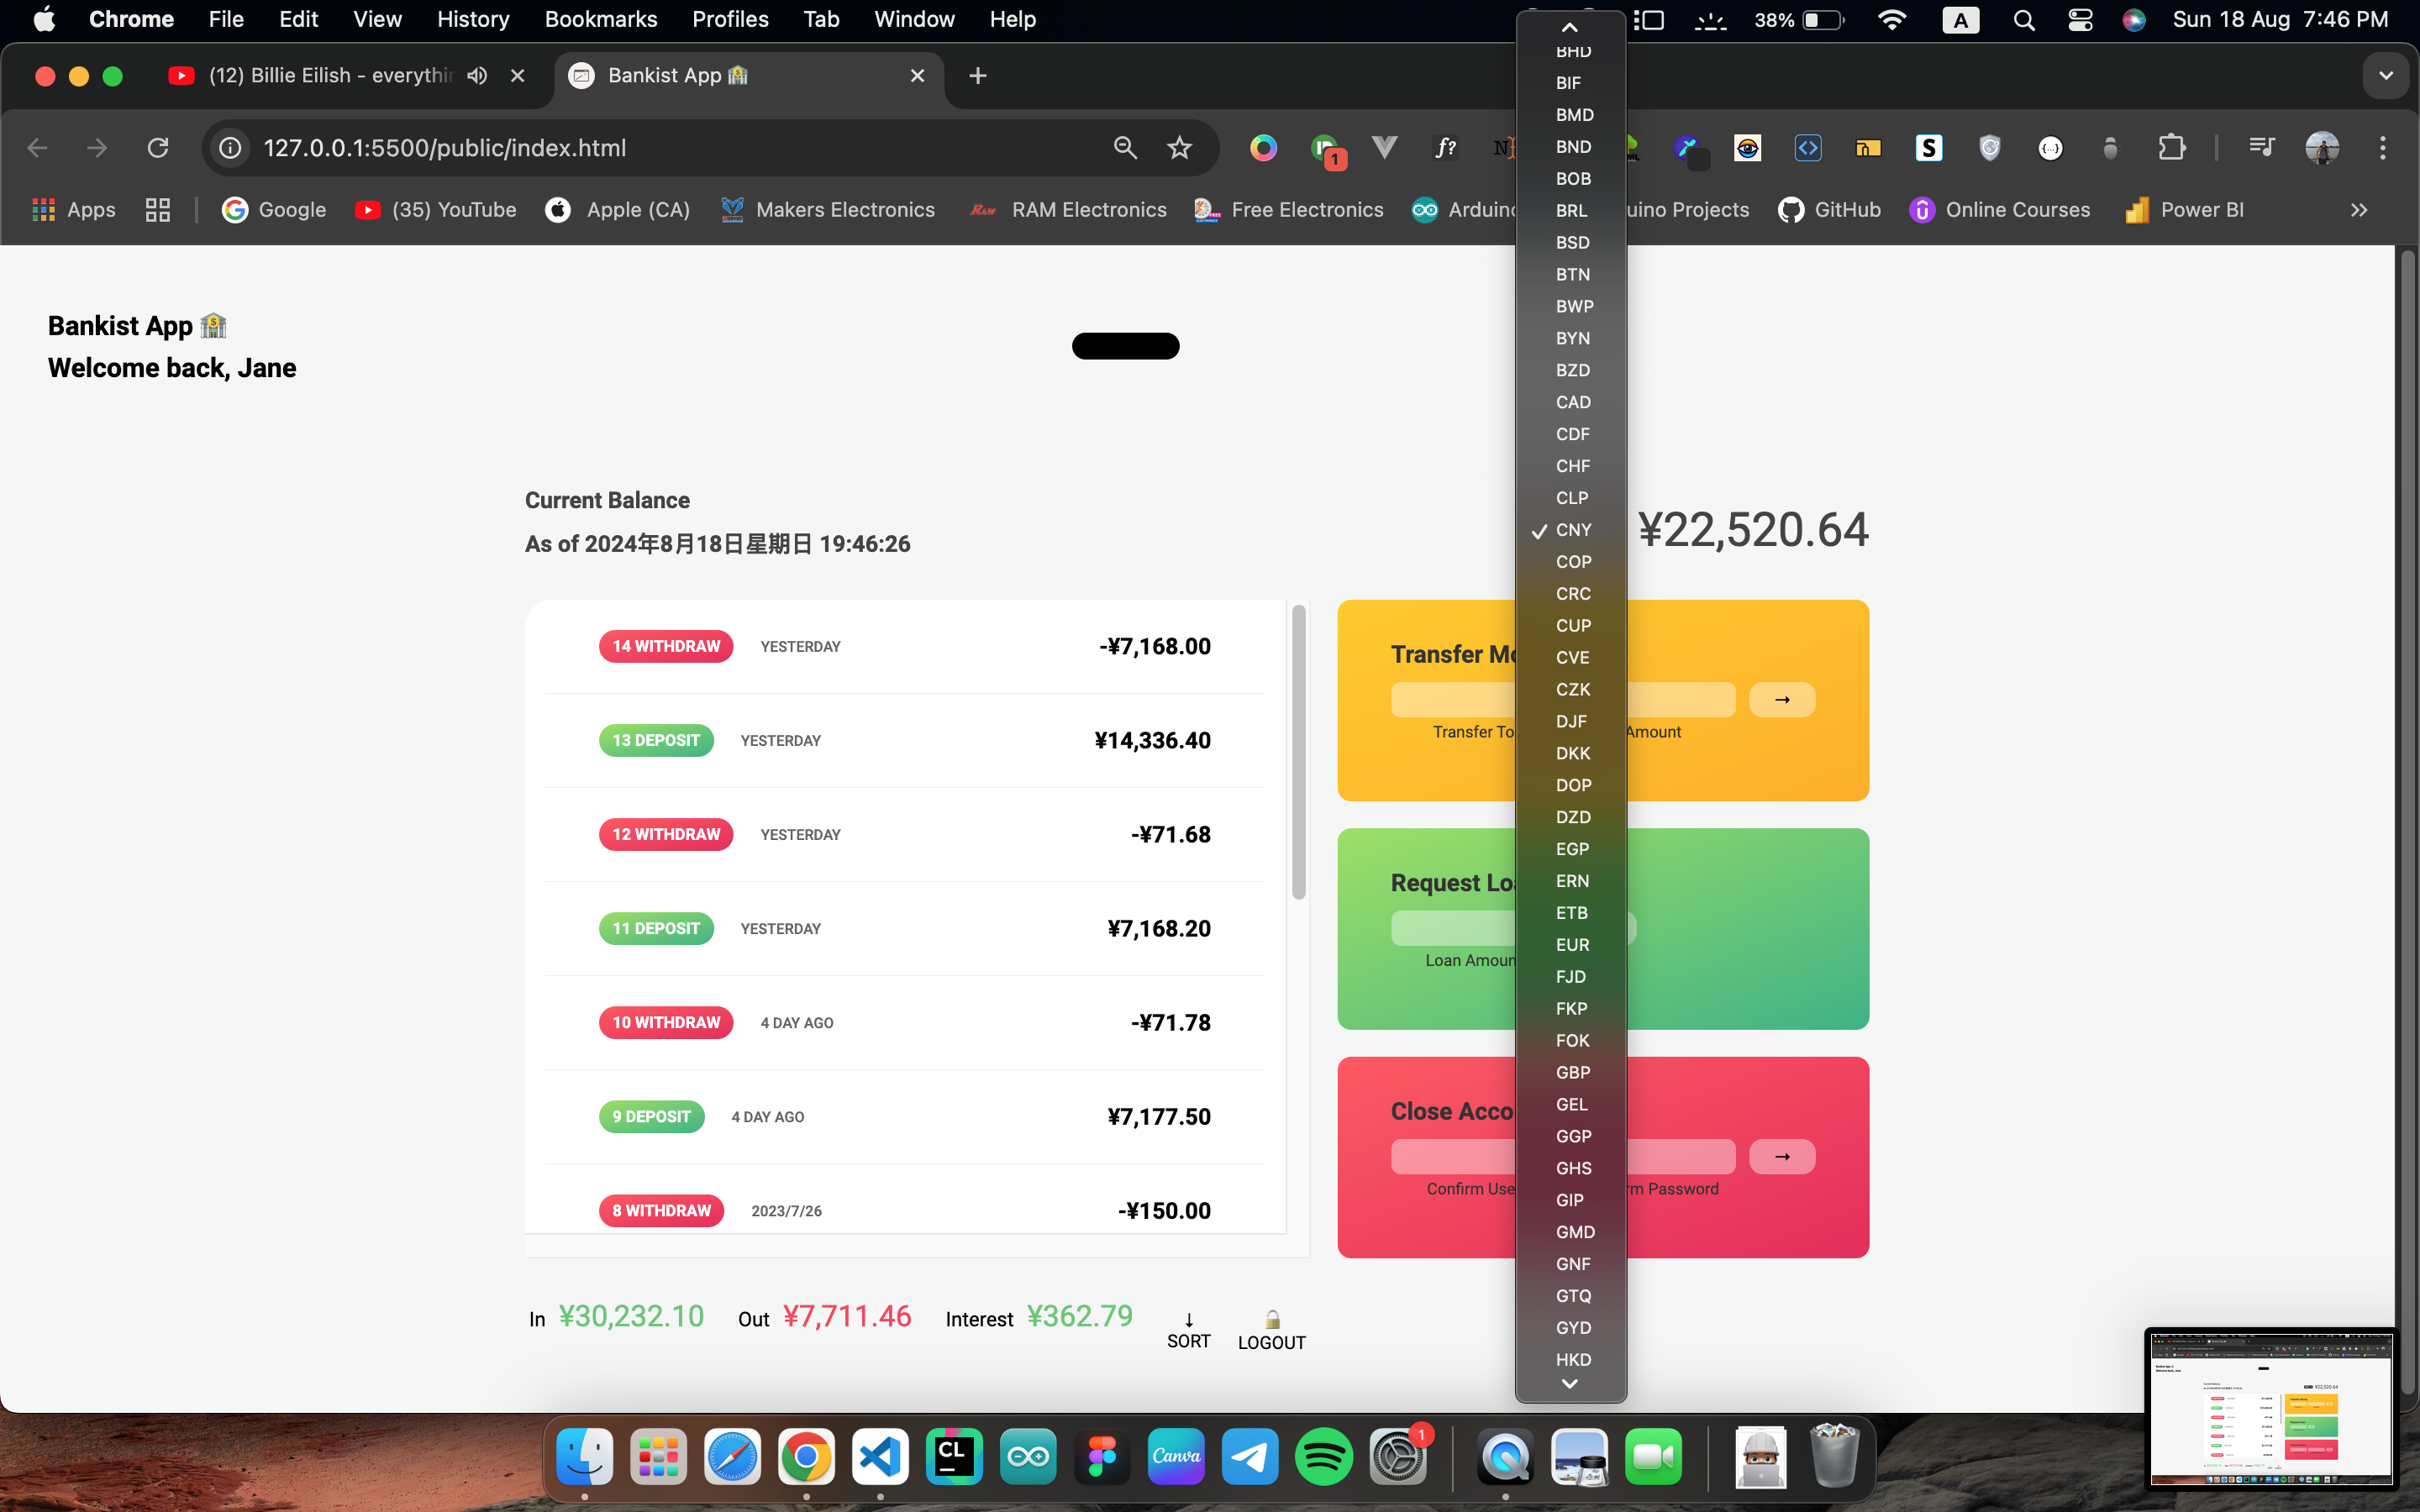 Chrome File Edit View History Bookmarks Profiles Tab Window Help 38% A Sun 18 Aug 7:46 PM
(12) Billie Eilish - everythin Bankist App
127.0.0.1:5500/public/index.html
Apps Google (35) YouTube Apple (CA) Makers Electronics RAM Electronics Free Electronics Arduino uino Projects GitHub Online Courses Power BI
Bankist App
Welcome back, Jane
Current Balance
As of 2024年8月18日星期日 19:46:26
¥22,520.64
14 WITHDRAW YESTERDAY -¥7,168.00
13 DEPOSIT YESTERDAY ¥14,336.40
12 WITHDRAW YESTERDAY -¥71.68
11 DEPOSIT YESTERDAY ¥7,168.20
10 WITHDRAW 4 DAY AGO -¥71.78
9 DEPOSIT 4 DAY AGO ¥7,177.50
8 WITHDRAW 2023/7/26 -¥150.00
In ¥30,232.10 Out ¥7,711.46 Interest ¥362.79
↓ SORT
LOGOUT
Transfer Mo
→
Transfer To Amount
Request Loa
Loan Amoun
Close Acco
→
Confirm Use rm Password
BHD
BIF
BMD
BND
BOB
BRL
BSD
BTN
BWP
BYN
BZD
CAD
CDF
CHF
CLP
✓ CNY
COP
CRC
CUP
CVE
CZK
DJF
DKK
DOP
DZD
EGP
ERN
ETB
EUR
FJD
FKP
FOK
GBP
GEL
GGP
GHS
GIP
GMD
GNF
GTQ
GYD
HKD
CL
Canva
1